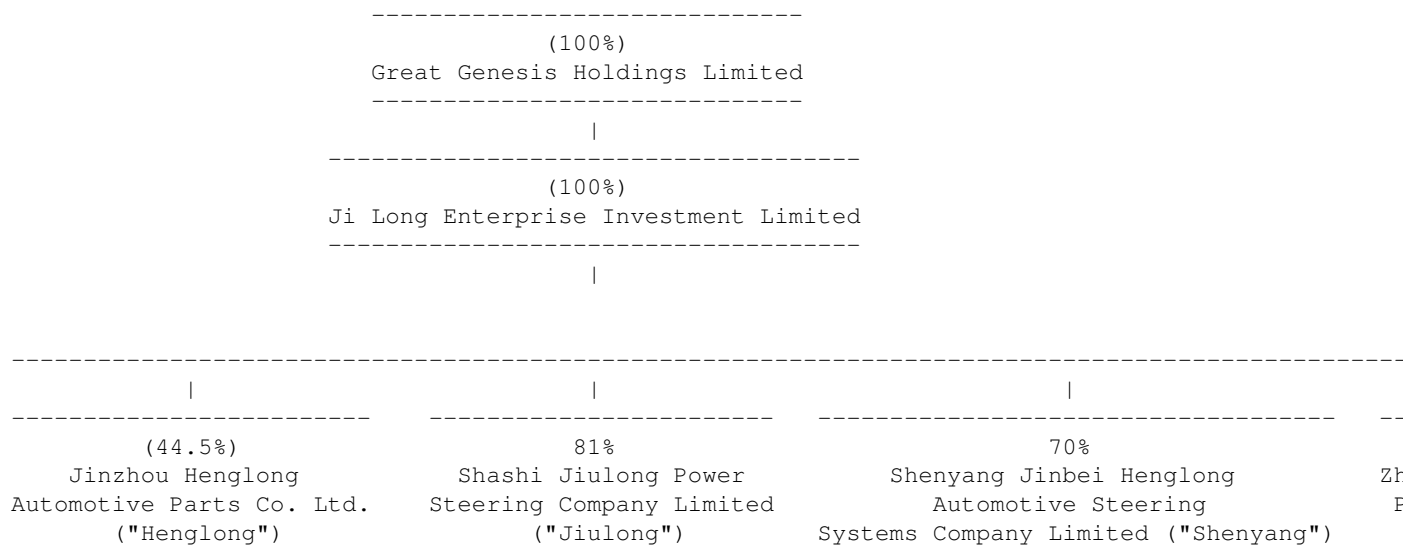 (100%)
Great Genesis Holdings Limited
(100%)
Ji Long Enterprise Investment Limited
(44.5%) 81% 70%
Jinzhou Henglong Shashi Jiulong Power Shenyang Jinbei Henglong
Automotive Parts Co. Ltd. Steering Company Limited Automotive Steering
("Henglong") ("Jiulong") Systems Company Limited ("Shenyang")